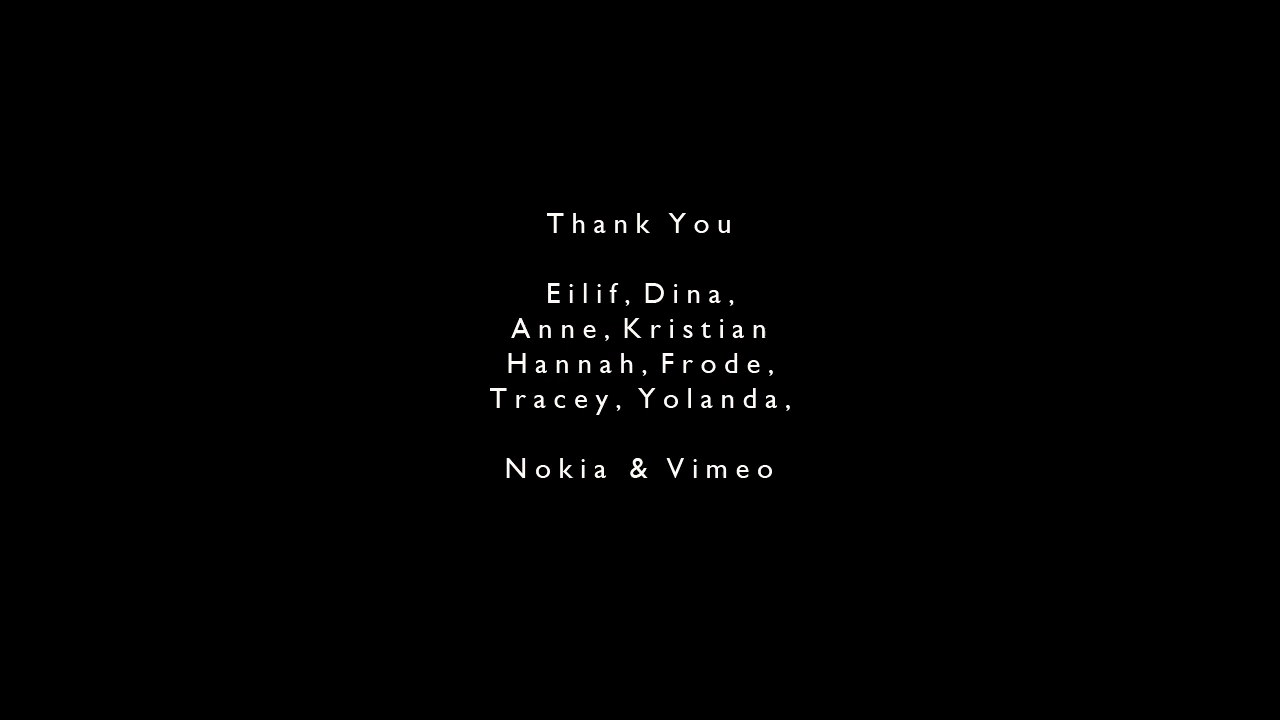 Thank You
Eilif, Dina,
Anne, Kristian
Hannah, Frode,
Tracey, Yolanda,
Nokia & Vimeo